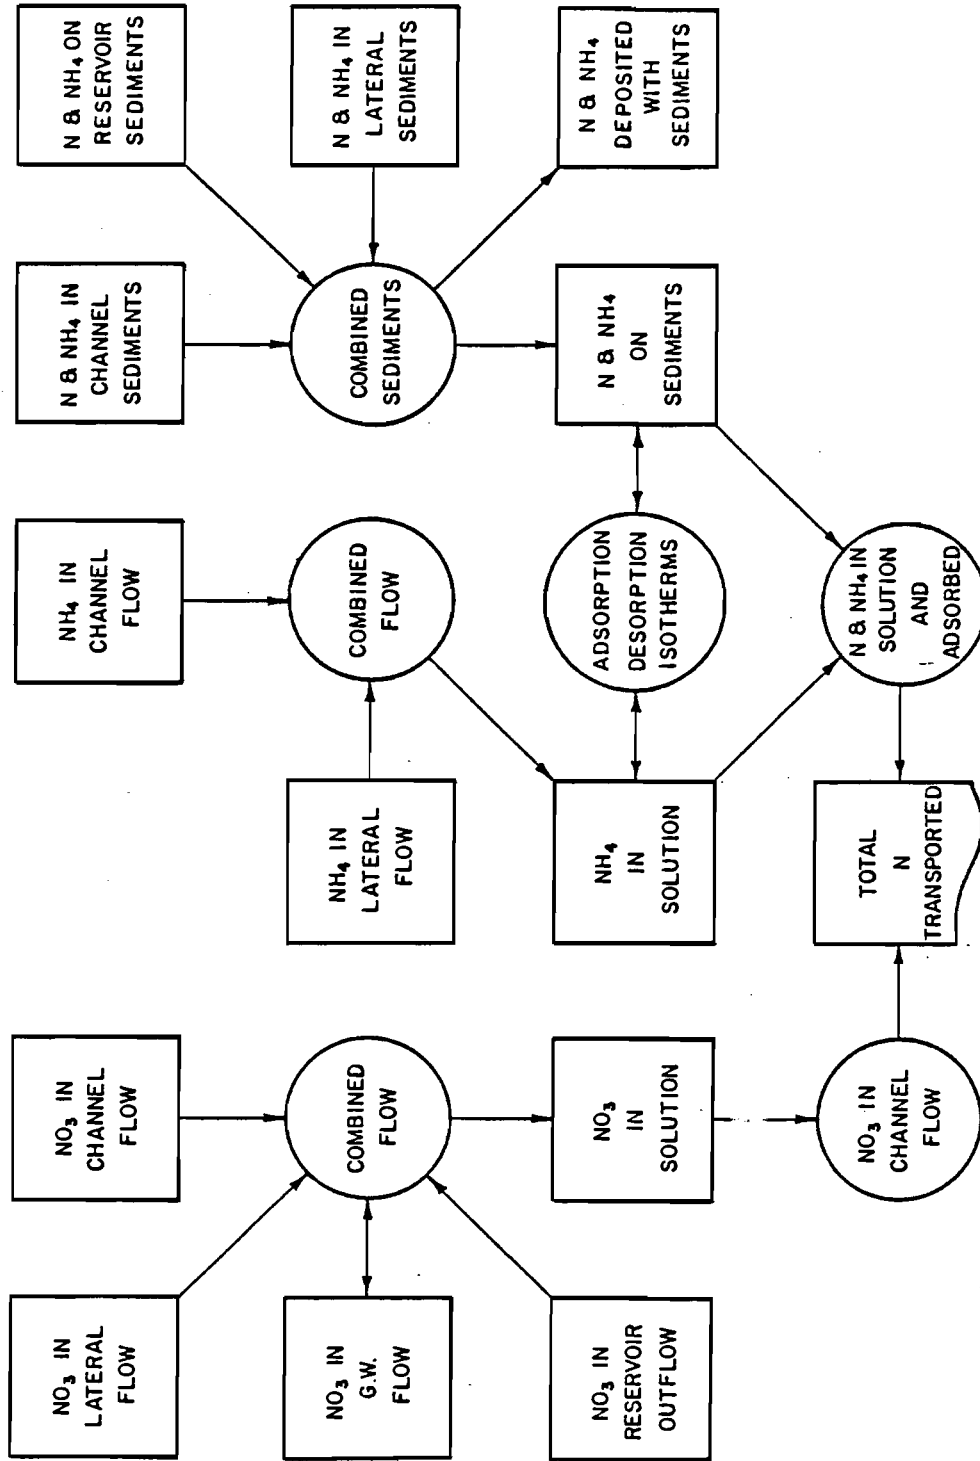 NO₃ IN
LATERAL
FLOW
NO₃ IN
CHANNEL
FLOW
NH₄ IN
CHANNEL
FLOW
N & NH₄ IN
CHANNEL
SEDIMENTS
N & NH₄ ON
RESERVOIR
SEDIMENTS
NO₃ IN
G.W.
FLOW
COMBINED
FLOW
NH₄ IN
LATERAL
FLOW
COMBINED
FLOW
COMBINED
SEDIMENTS
N & NH₄ IN
LATERAL
SEDIMENTS
NO₃ IN
RESERVOIR
OUTFLOW
NO₃
IN
SOLUTION
NH₄
IN
SOLUTION
ADSORPTION
DESORPTION
ISOTHERMS
N & NH₄
ON
SEDIMENTS
N & NH₄
DEPOSITED
WITH
SEDIMENTS
NO₃ IN
CHANNEL
FLOW
TOTAL
N
TRANSPORTED
N & NH₄ IN
SOLUTION
AND
ADSORBED